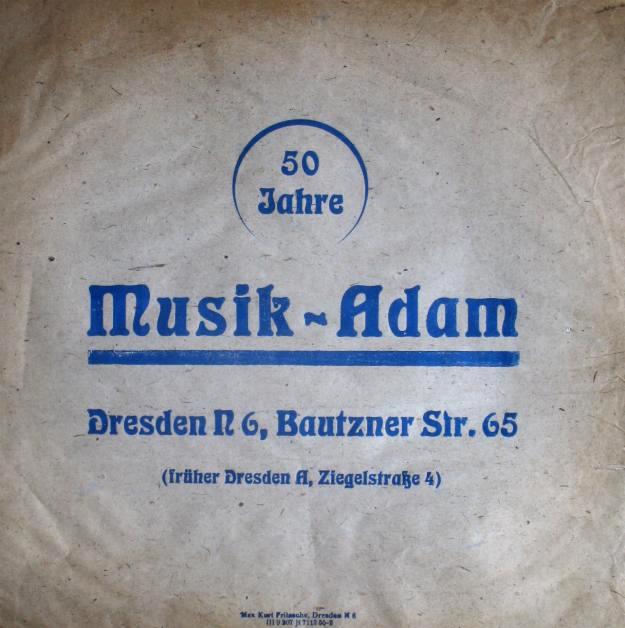 50
Jahre
Musik~Adam
Dresden N 6, Bautzner Str. 65
(früher Dresden A, Ziegelstraße 4)
Max Kurt Fritzsche, Dresden N 6